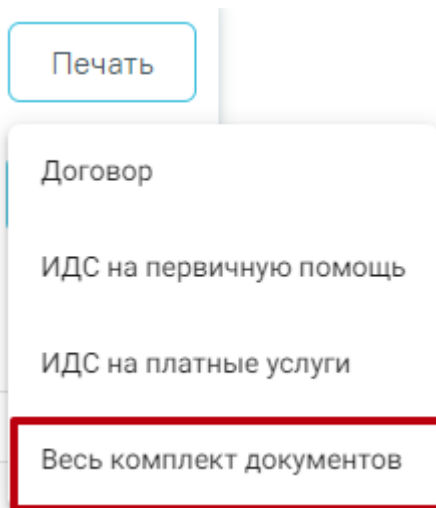 Печать
Договор
ИДС на первичную помощь
ИДС на платные услуги
Весь комплект документов